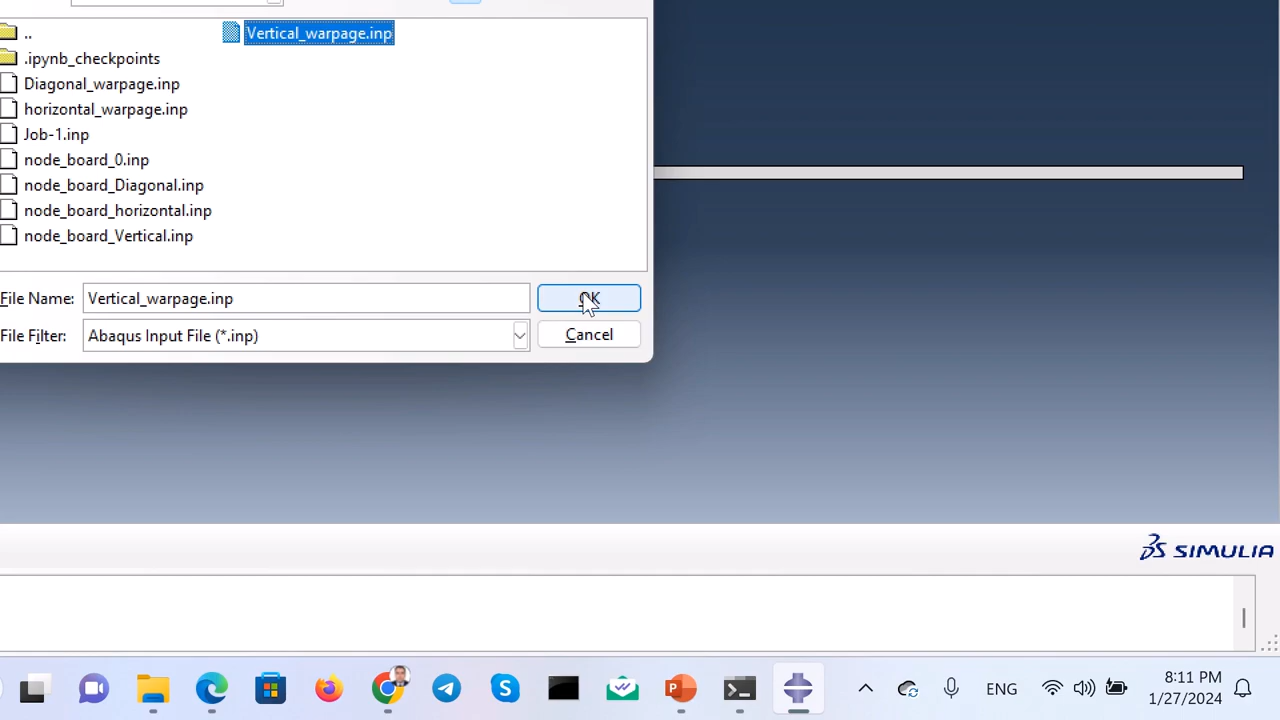 ..
Vertical_warpage.inp
.ipynb_checkpoints
Diagonal_warpage.inp
horizontal_warpage.inp
Job-1.inp
node_board_0.inp
node_board_Diagonal.inp
node_board_horizontal.inp
node_board_Vertical.inp
File Name: Vertical_warpage.inp OK
File Filter: Abaqus Input File (*.inp) Cancel
SIMULIA
ENG 8:11 PM
1/27/2024